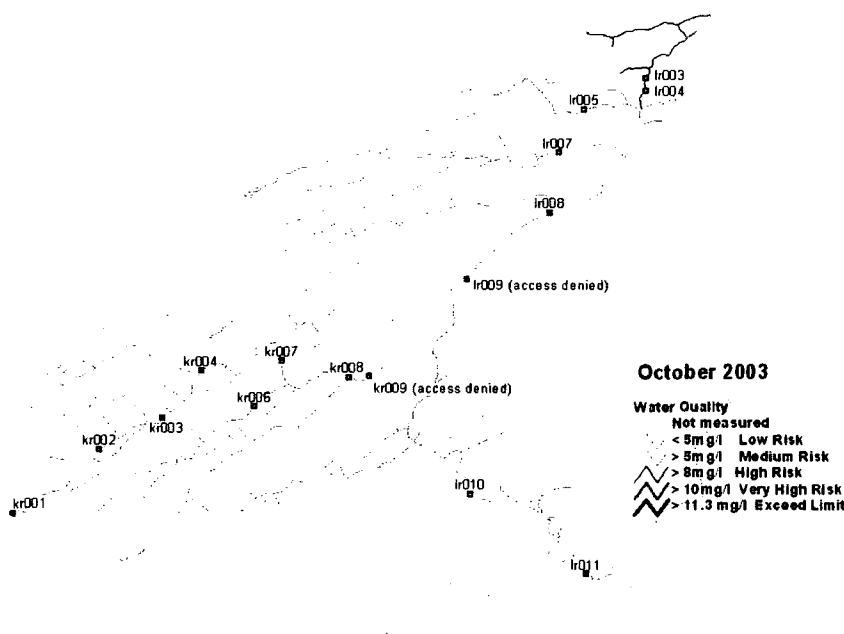 lr003
lr004
lr005
lr007
lr008
lr009 (access denied)
kr007
kr004
kr008
kr009 (access denied)
kr006
kr003
kr002
kr001
lr010
lr011
October 2003
Water Quality
Not measured
< 5mg/l Low Risk
> 5mg/l Medium Risk
> 8mg/l High Risk
> 10mg/l Very High Risk
> 11.3 mg/l Exceed Limit